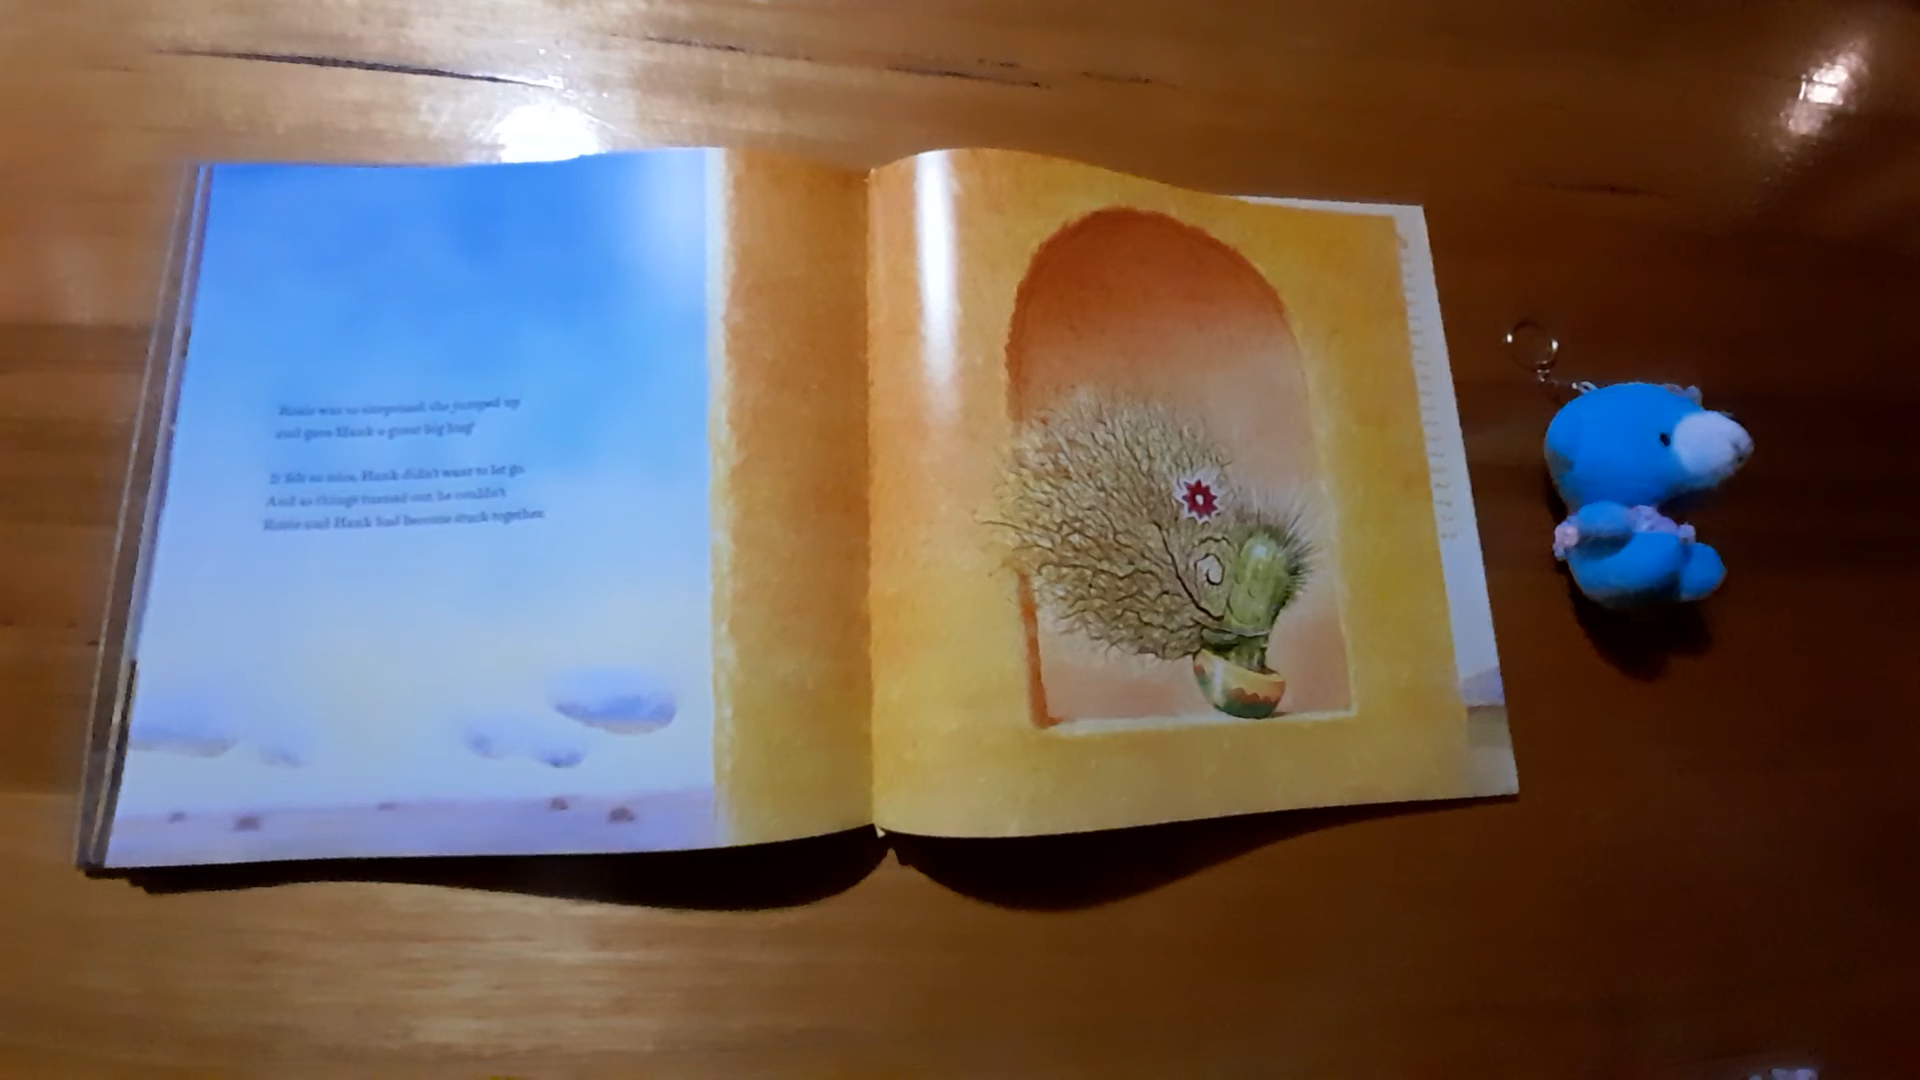 Rosie was so surprised she jumped up
and gave Hank a great big hug!
It felt so nice, Hank didn't want to let go.
And as things turned out, he couldn't.
Rosie and Hank had become stuck together.